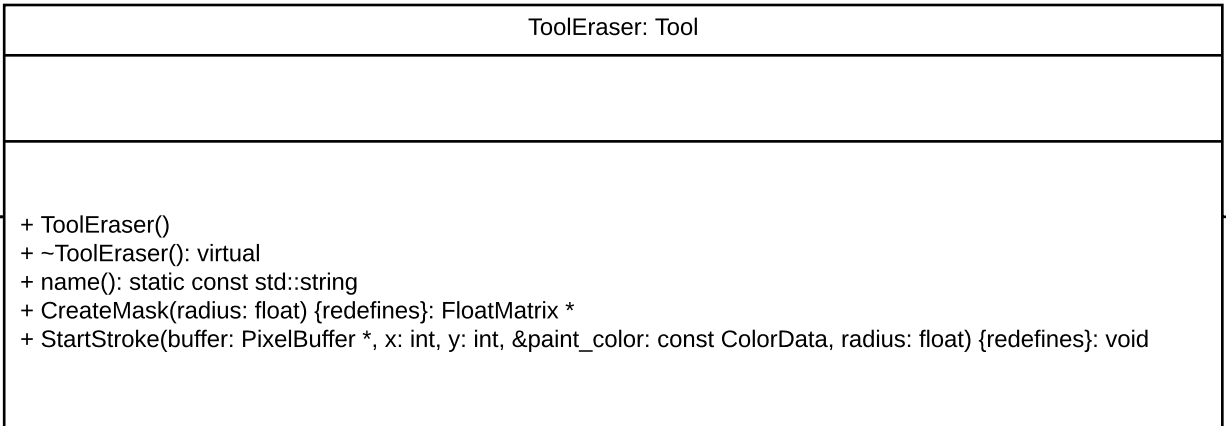 ToolEraser: Tool
+ ToolEraser()
+ ~ToolEraser(): virtual
+ name(): static const std::string
+ CreateMask(radius: float) {redefines}: FloatMatrix *
+ StartStroke(buffer: PixelBuffer *, x: int, y: int, &paint_color: const ColorData, radius: float) {redefines}: void